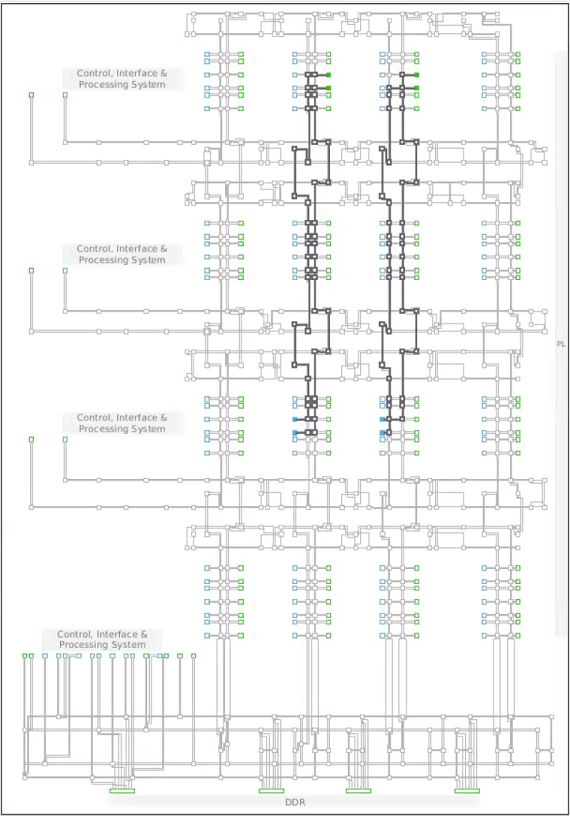 Control, Interface &
Processing System
Control, Interface &
Processing System
PL
Control, Interface &
Processing System
Control, Interface &
Processing System
DDR